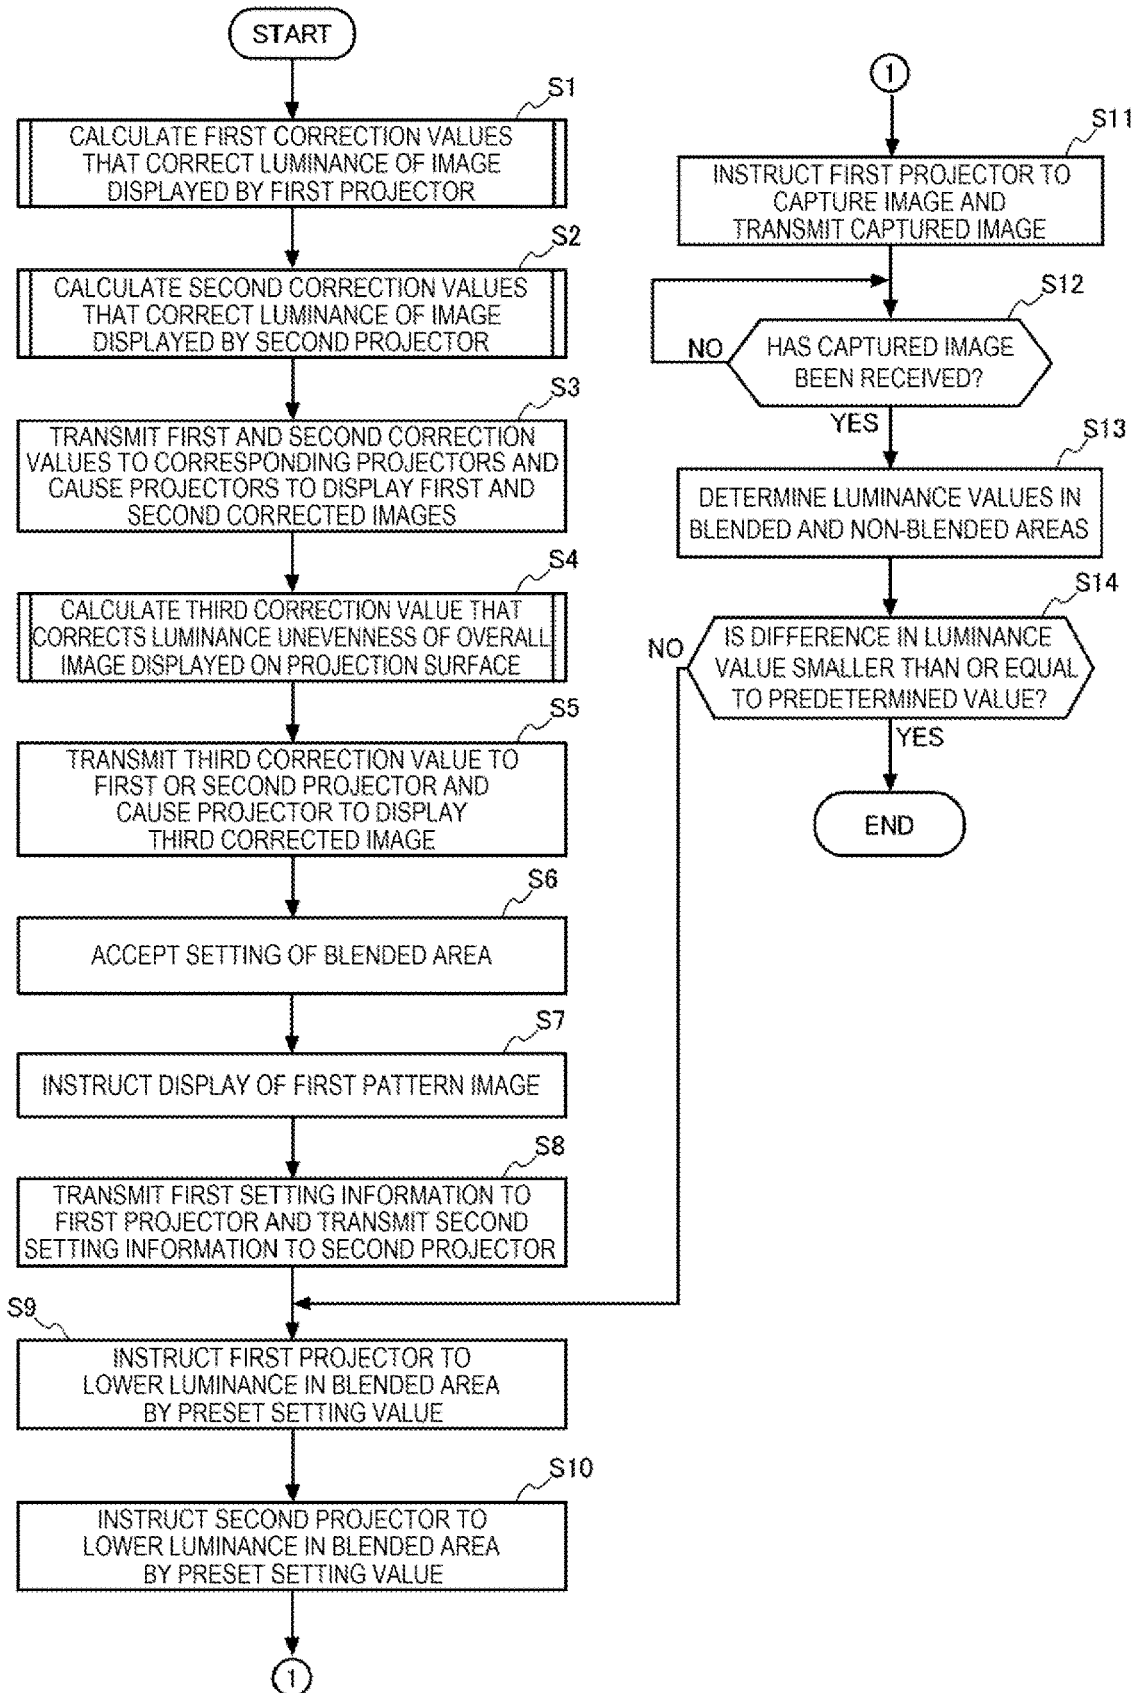 START
S1
CALCULATE FIRST CORRECTION VALUES
THAT CORRECT LUMINANCE OF IMAGE
DISPLAYED BY FIRST PROJECTOR
S2
CALCULATE SECOND CORRECTION VALUES
THAT CORRECT LUMINANCE OF IMAGE
DISPLAYED BY SECOND PROJECTOR
S3
TRANSMIT FIRST AND SECOND CORRECTION
VALUES TO CORRESPONDING PROJECTORS AND
CAUSE PROJECTORS TO DISPLAY FIRST AND
SECOND CORRECTED IMAGES
S4
CALCULATE THIRD CORRECTION VALUE THAT
CORRECTS LUMINANCE UNEVENNESS OF OVERALL
IMAGE DISPLAYED ON PROJECTION SURFACE
S5
TRANSMIT THIRD CORRECTION VALUE TO
FIRST OR SECOND PROJECTOR AND
CAUSE PROJECTOR TO DISPLAY
THIRD CORRECTED IMAGE
S6
ACCEPT SETTING OF BLENDED AREA
S7
INSTRUCT DISPLAY OF FIRST PATTERN IMAGE
S8
TRANSMIT FIRST SETTING INFORMATION TO
FIRST PROJECTOR AND TRANSMIT SECOND
SETTING INFORMATION TO SECOND PROJECTOR
S9
INSTRUCT FIRST PROJECTOR TO
LOWER LUMINANCE IN BLENDED AREA
BY PRESET SETTING VALUE
S10
INSTRUCT SECOND PROJECTOR TO
LOWER LUMINANCE IN BLENDED AREA
BY PRESET SETTING VALUE
1
1
S11
INSTRUCT FIRST PROJECTOR TO
CAPTURE IMAGE AND
TRANSMIT CAPTURED IMAGE
S12
HAS CAPTURED IMAGE
BEEN RECEIVED?
NO
YES
S13
DETERMINE LUMINANCE VALUES IN
BLENDED AND NON-BLENDED AREAS
S14
IS DIFFERENCE IN LUMINANCE
VALUE SMALLER THAN OR EQUAL
TO PREDETERMINED VALUE?
NO
YES
END